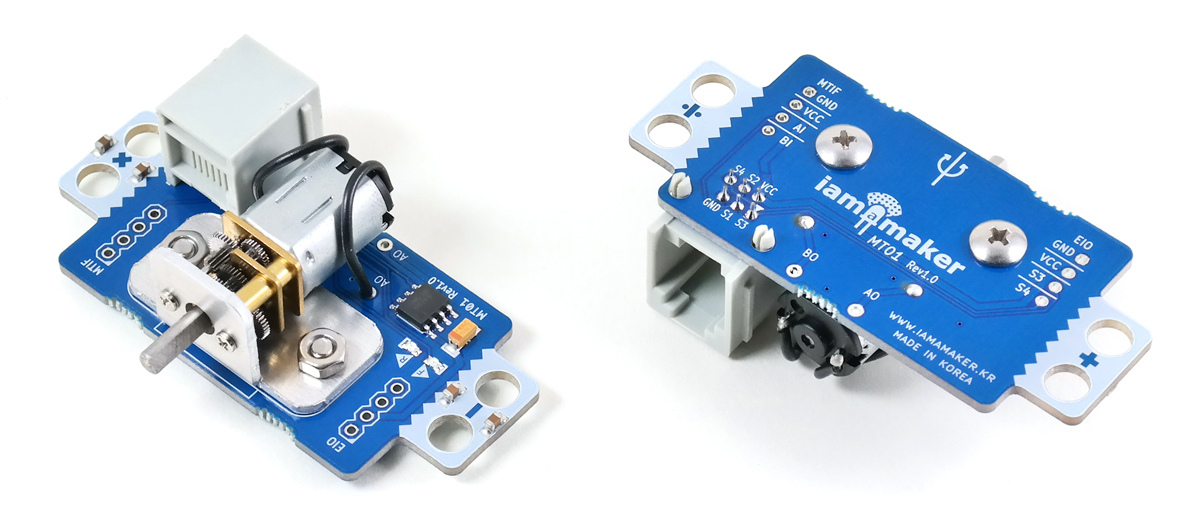 MTIF
AO
AO
MT01 Rev1.0
EIO
MTIF
GND
VCC
AI
BI
S4 S2 VCC
GND S1 S3
iamamaker
MT01 Rev1.0
BO
AO
EIO
GND
VCC
S3
S4
WWW.IAMAMAKER.KR
MADE IN KOREA